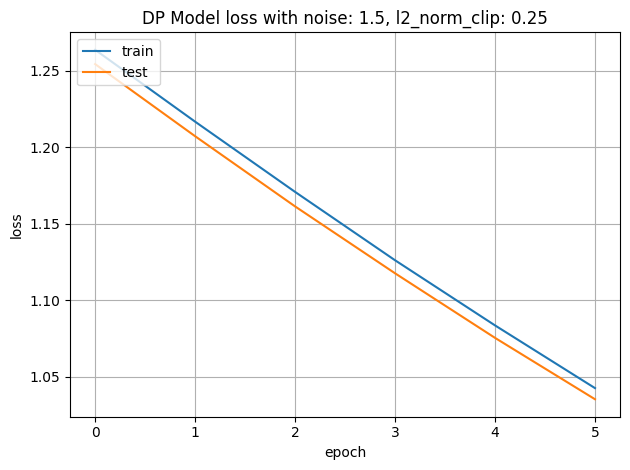 DP Model loss with noise: 1.5, l2_norm_clip: 0.25
train
test
1.25
1.20
1.15
1.10
1.05
loss
0 1 2 3 4 5
epoch